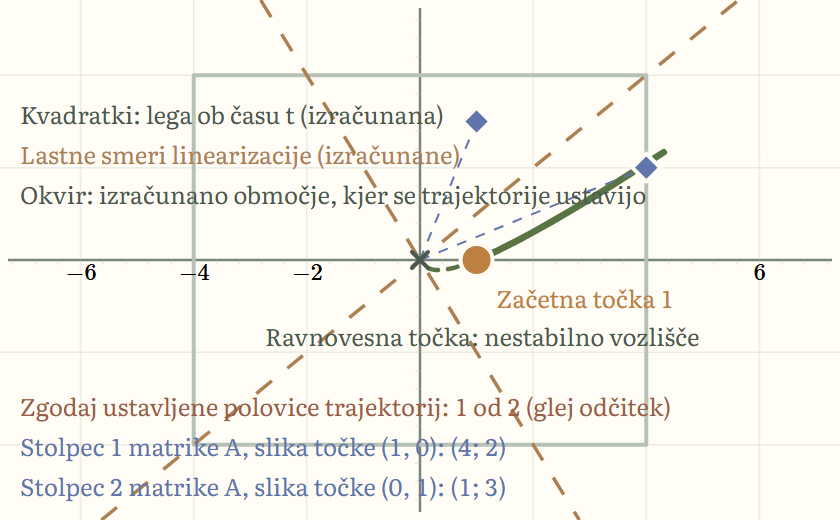 Kvadratki: lega ob času t (izračunana)
Lastne smeri linearizacije (izračunane)
Okvir: izračunano območje, kjer se trajektorije ustavijo
−6 −4 −2 6
Začetna točka 1
Ravnovesna točka: nestabilno vozlišče
Zgodaj ustavljene polovice trajektorij: 1 od 2 (glej odčitek)
Stolpec 1 matrike A, slika točke (1, 0): (4; 2)
Stolpec 2 matrike A, slika točke (0, 1): (1; 3)